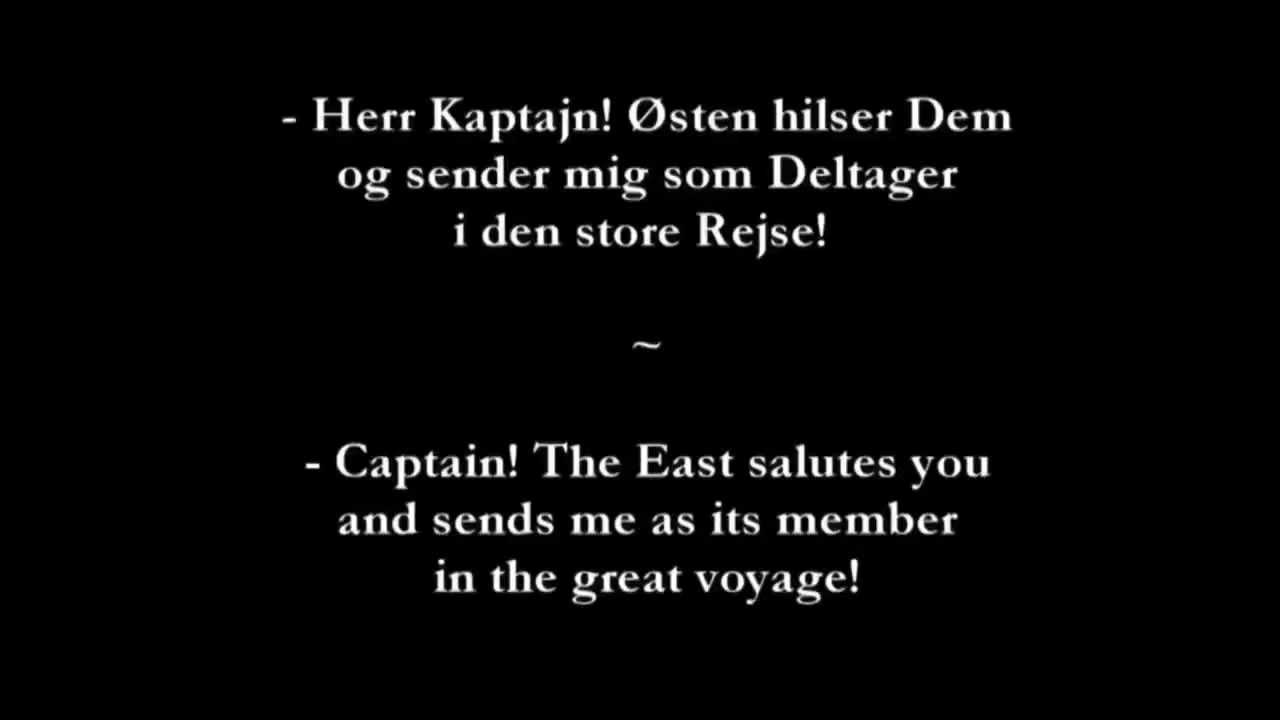 - Herr Kaptajn! Østen hilser Dem
og sender mig som Deltager
i den store Rejse!
~
- Captain! The East salutes you
and sends me as its member
in the great voyage!